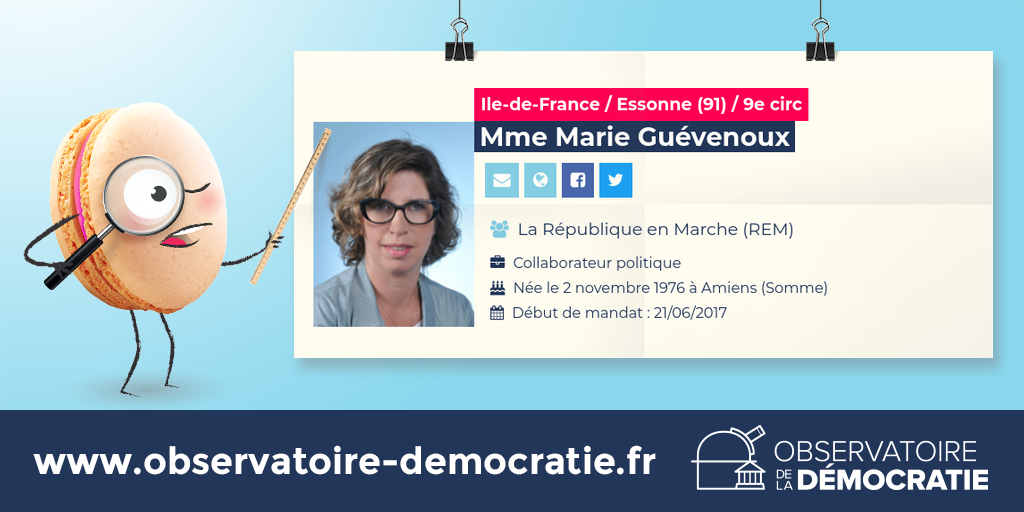 Ile-de-France / Essonne (91) / 9e circ
Mme Marie Guévenoux
La République en Marche (REM)
Collaborateur politique
Née le 2 novembre 1976 à Amiens (Somme)
Début de mandat : 21/06/2017
www.observatoire-democratie.fr
OBSERVATOIRE
DE LA DÉMOCRATIE